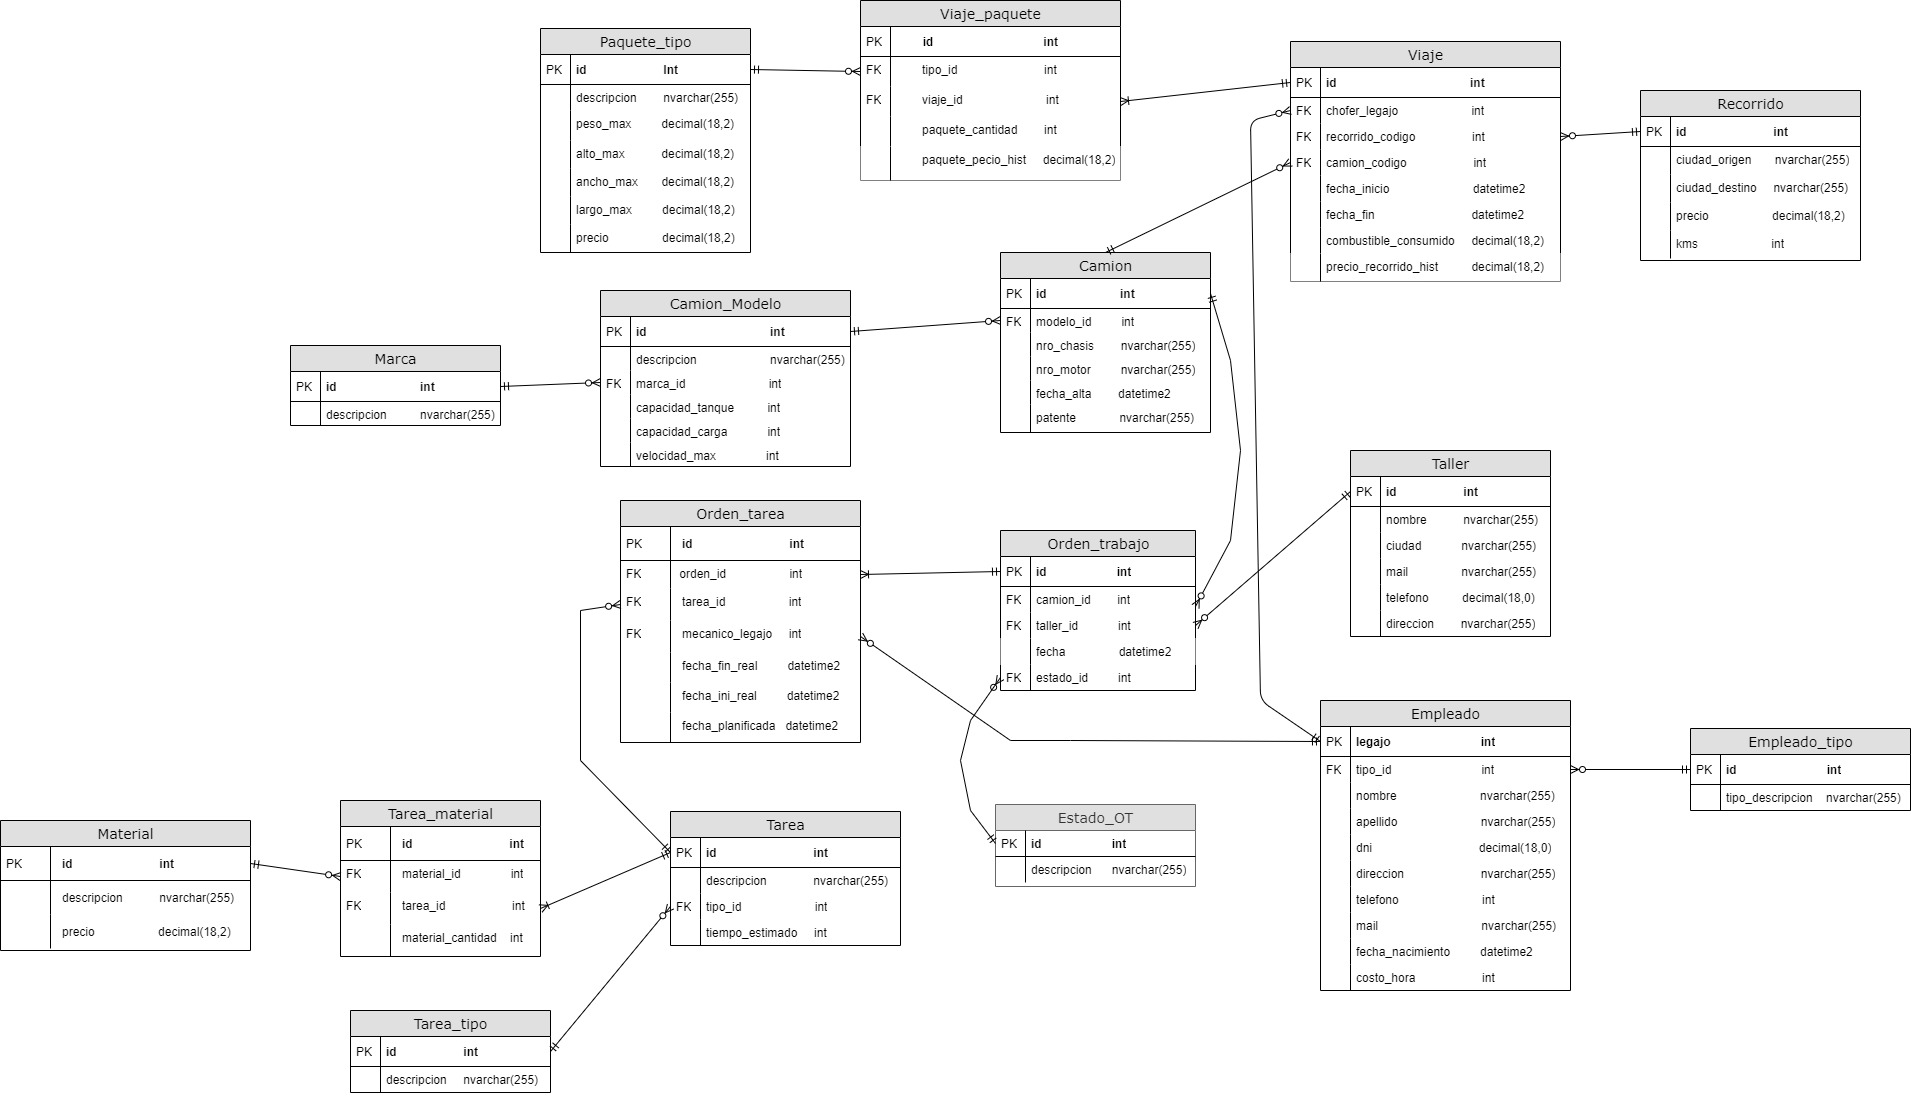 Paquete_tipo
PK id Int
descripcion nvarchar(255)
peso_max decimal(18,2)
alto_max decimal(18,2)
ancho_max decimal(18,2)
largo_max decimal(18,2)
precio decimal(18,2)
Viaje_paquete
PK id int
FK tipo_id int
FK viaje_id int
paquete_cantidad int
paquete_pecio_hist decimal(18,2)
Viaje
PK id int
FK chofer_legajo int
FK recorrido_codigo int
FK camion_codigo int
fecha_inicio datetime2
fecha_fin datetime2
combustible_consumido decimal(18,2)
precio_recorrido_hist decimal(18,2)
Recorrido
PK id int
ciudad_origen nvarchar(255)
ciudad_destino nvarchar(255)
precio decimal(18,2)
kms int
Marca
PK id int
descripcion nvarchar(255)
Camion_Modelo
PK id int
descripcion nvarchar(255)
FK marca_id int
capacidad_tanque int
capacidad_carga int
velocidad_max int
Camion
PK id int
FK modelo_id int
nro_chasis nvarchar(255)
nro_motor nvarchar(255)
fecha_alta datetime2
patente nvarchar(255)
Orden_tarea
PK id int
FK orden_id int
FK tarea_id int
FK mecanico_legajo int
fecha_fin_real datetime2
fecha_ini_real datetime2
fecha_planificada datetime2
Orden_trabajo
PK id int
FK camion_id int
FK taller_id int
fecha datetime2
FK estado_id int
Taller
PK id int
nombre nvarchar(255)
ciudad nvarchar(255)
mail nvarchar(255)
telefono decimal(18,0)
direccion nvarchar(255)
Material
PK id int
descripcion nvarchar(255)
precio decimal(18,2)
Tarea_material
PK id int
FK material_id int
FK tarea_id int
material_cantidad int
Tarea
PK id int
descripcion nvarchar(255)
FK tipo_id int
tiempo_estimado int
Estado_OT
PK id int
descripcion nvarchar(255)
Empleado
PK legajo int
FK tipo_id int
nombre nvarchar(255)
apellido nvarchar(255)
dni decimal(18,0)
direccion nvarchar(255)
telefono int
mail nvarchar(255)
fecha_nacimiento datetime2
costo_hora int
Empleado_tipo
PK id int
tipo_descripcion nvarchar(255)
Tarea_tipo
PK id int
descripcion nvarchar(255)